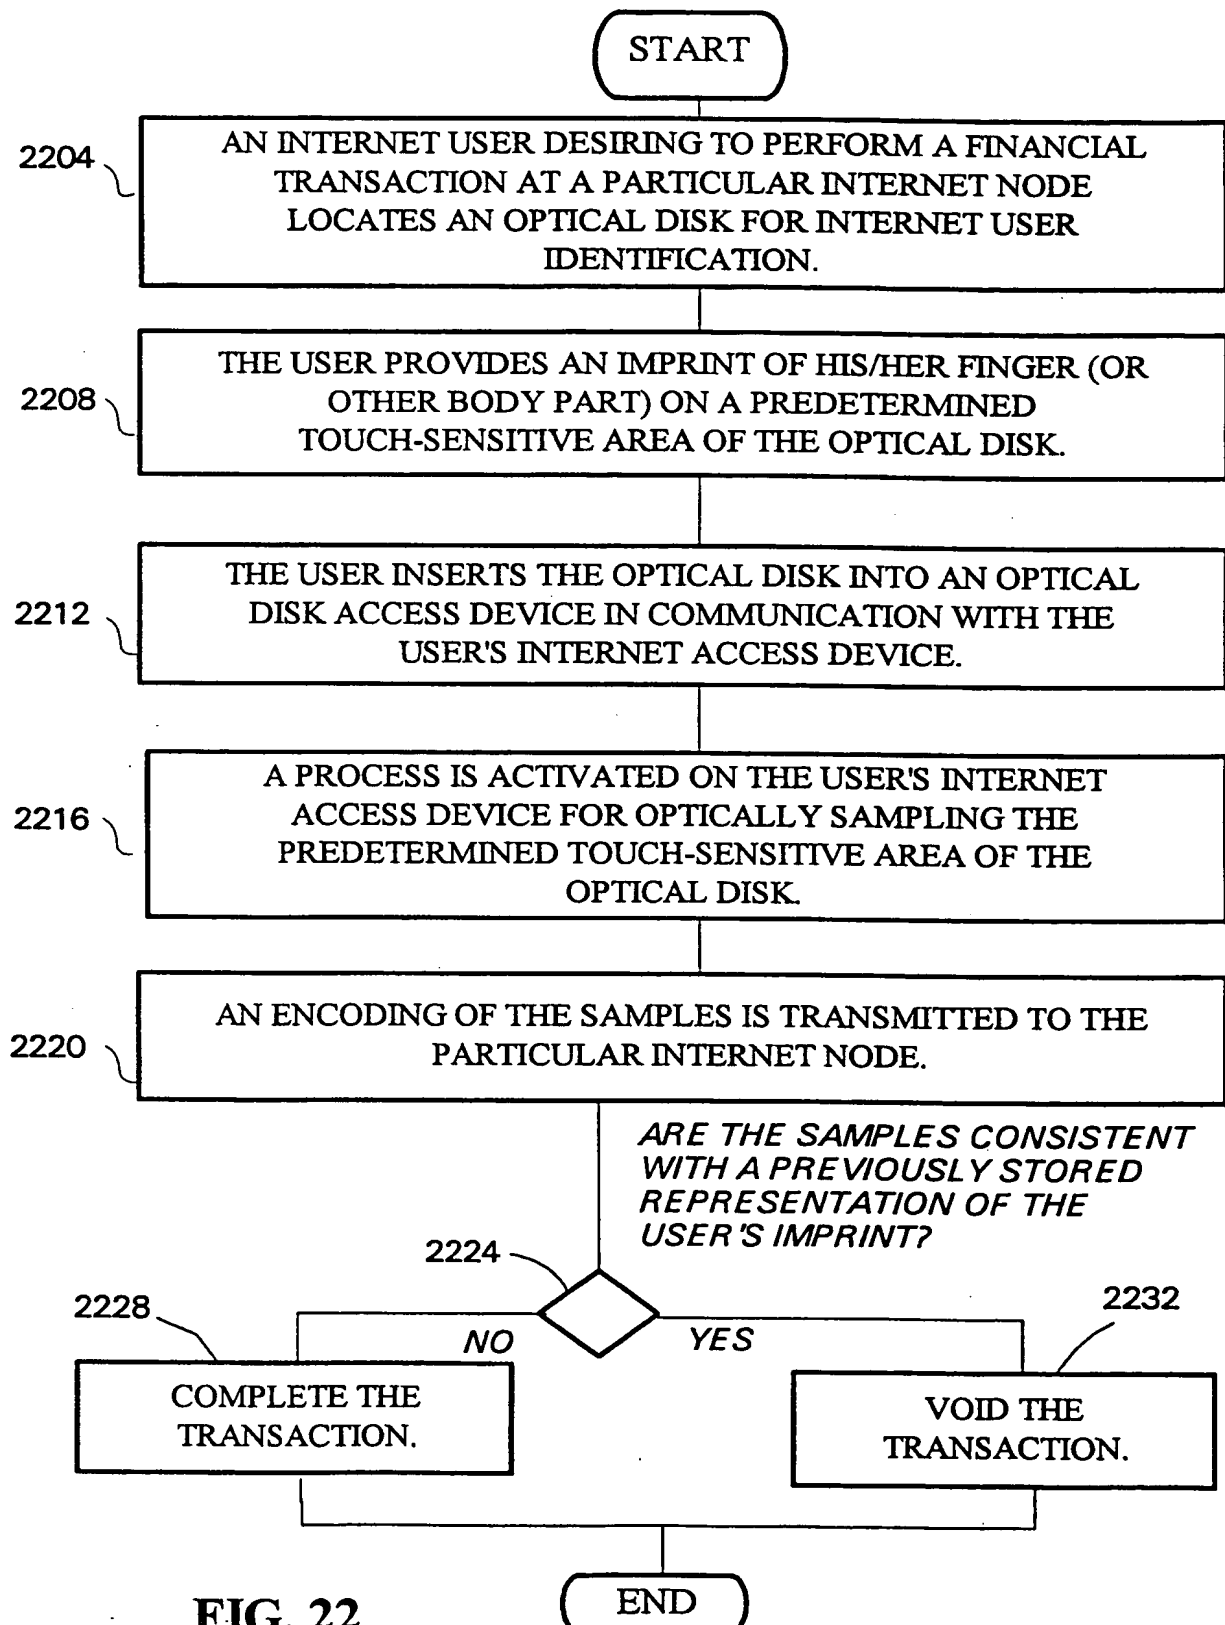 START
2204
AN INTERNET USER DESIRING TO PERFORM A FINANCIAL
TRANSACTION AT A PARTICULAR INTERNET NODE
LOCATES AN OPTICAL DISK FOR INTERNET USER
IDENTIFICATION.
2208
THE USER PROVIDES AN IMPRINT OF HIS/HER FINGER (OR
OTHER BODY PART) ON A PREDETERMINED
TOUCH-SENSITIVE AREA OF THE OPTICAL DISK.
2212
THE USER INSERTS THE OPTICAL DISK INTO AN OPTICAL
DISK ACCESS DEVICE IN COMMUNICATION WITH THE
USER'S INTERNET ACCESS DEVICE.
2216
A PROCESS IS ACTIVATED ON THE USER'S INTERNET
ACCESS DEVICE FOR OPTICALLY SAMPLING THE
PREDETERMINED TOUCH-SENSITIVE AREA OF THE
OPTICAL DISK.
2220
AN ENCODING OF THE SAMPLES IS TRANSMITTED TO THE
PARTICULAR INTERNET NODE.
ARE THE SAMPLES CONSISTENT
WITH A PREVIOUSLY STORED
REPRESENTATION OF THE
USER'S IMPRINT?
2224
2228
2232
NO
YES
COMPLETE THE
TRANSACTION.
VOID THE
TRANSACTION.
END
FIG. 22